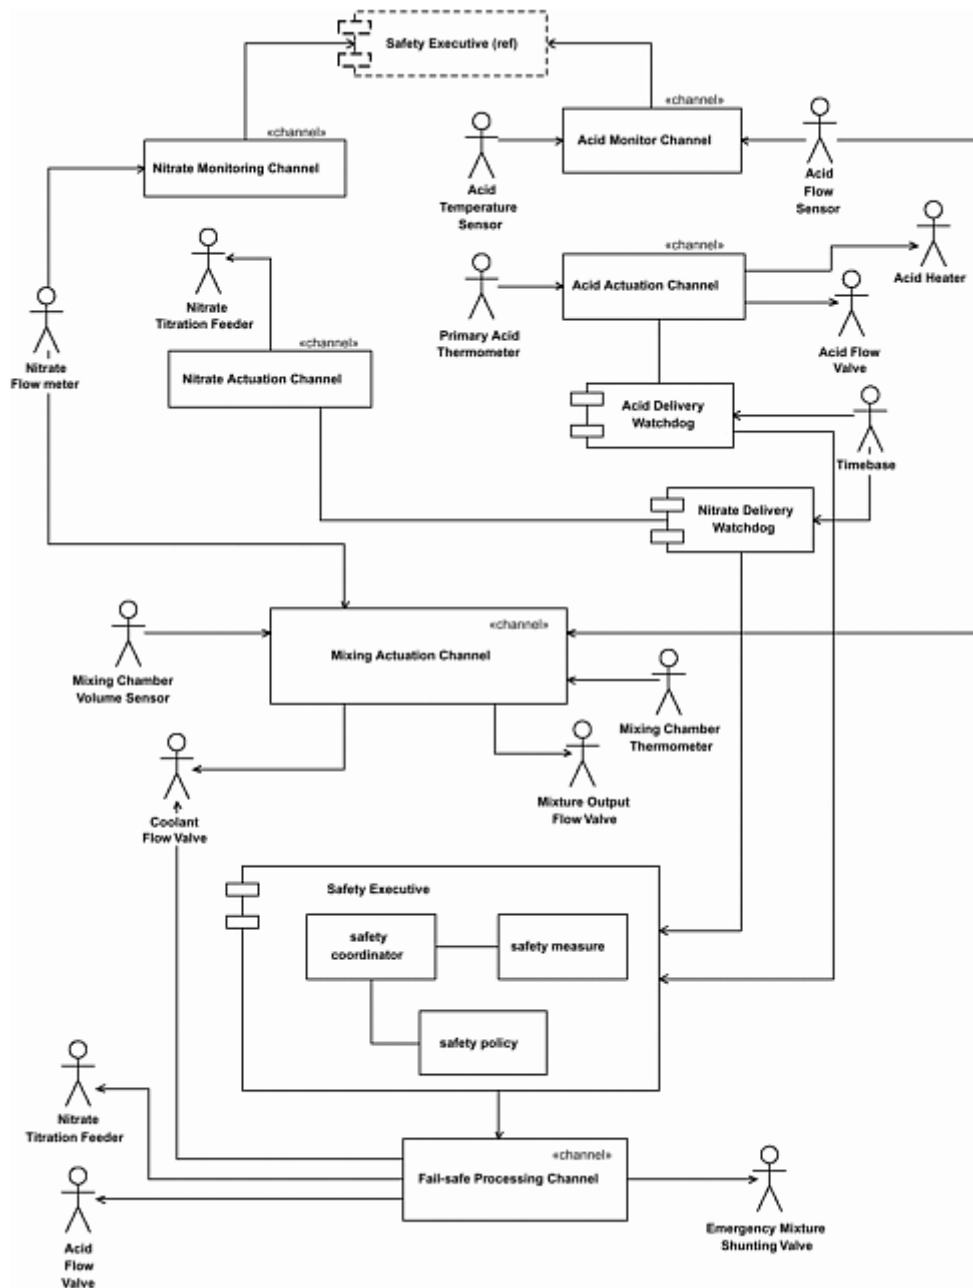 Safety Executive (ref)
«channel»
Nitrate Monitoring Channel
«channel»
Acid Monitor Channel
Acid
Temperature
Sensor
Acid
Flow
Sensor
Nitrate
Titration Feeder
«channel»
Acid Actuation Channel
Acid Heater
Primary Acid
Thermometer
Acid Flow
Valve
Nitrate
Flow meter
«channel»
Nitrate Actuation Channel
Acid Delivery
Watchdog
Timebase
Nitrate Delivery
Watchdog
«channel»
Mixing Actuation Channel
Mixing Chamber
Volume Sensor
Mixing Chamber
Thermometer
Mixture Output
Flow Valve
Coolant
Flow Valve
Safety Executive
safety
coordinator
safety measure
safety policy
Nitrate
Titration Feeder
«channel»
Fail-safe Processing Channel
Acid
Flow
Valve
Emergency Mixture
Shunting Valve